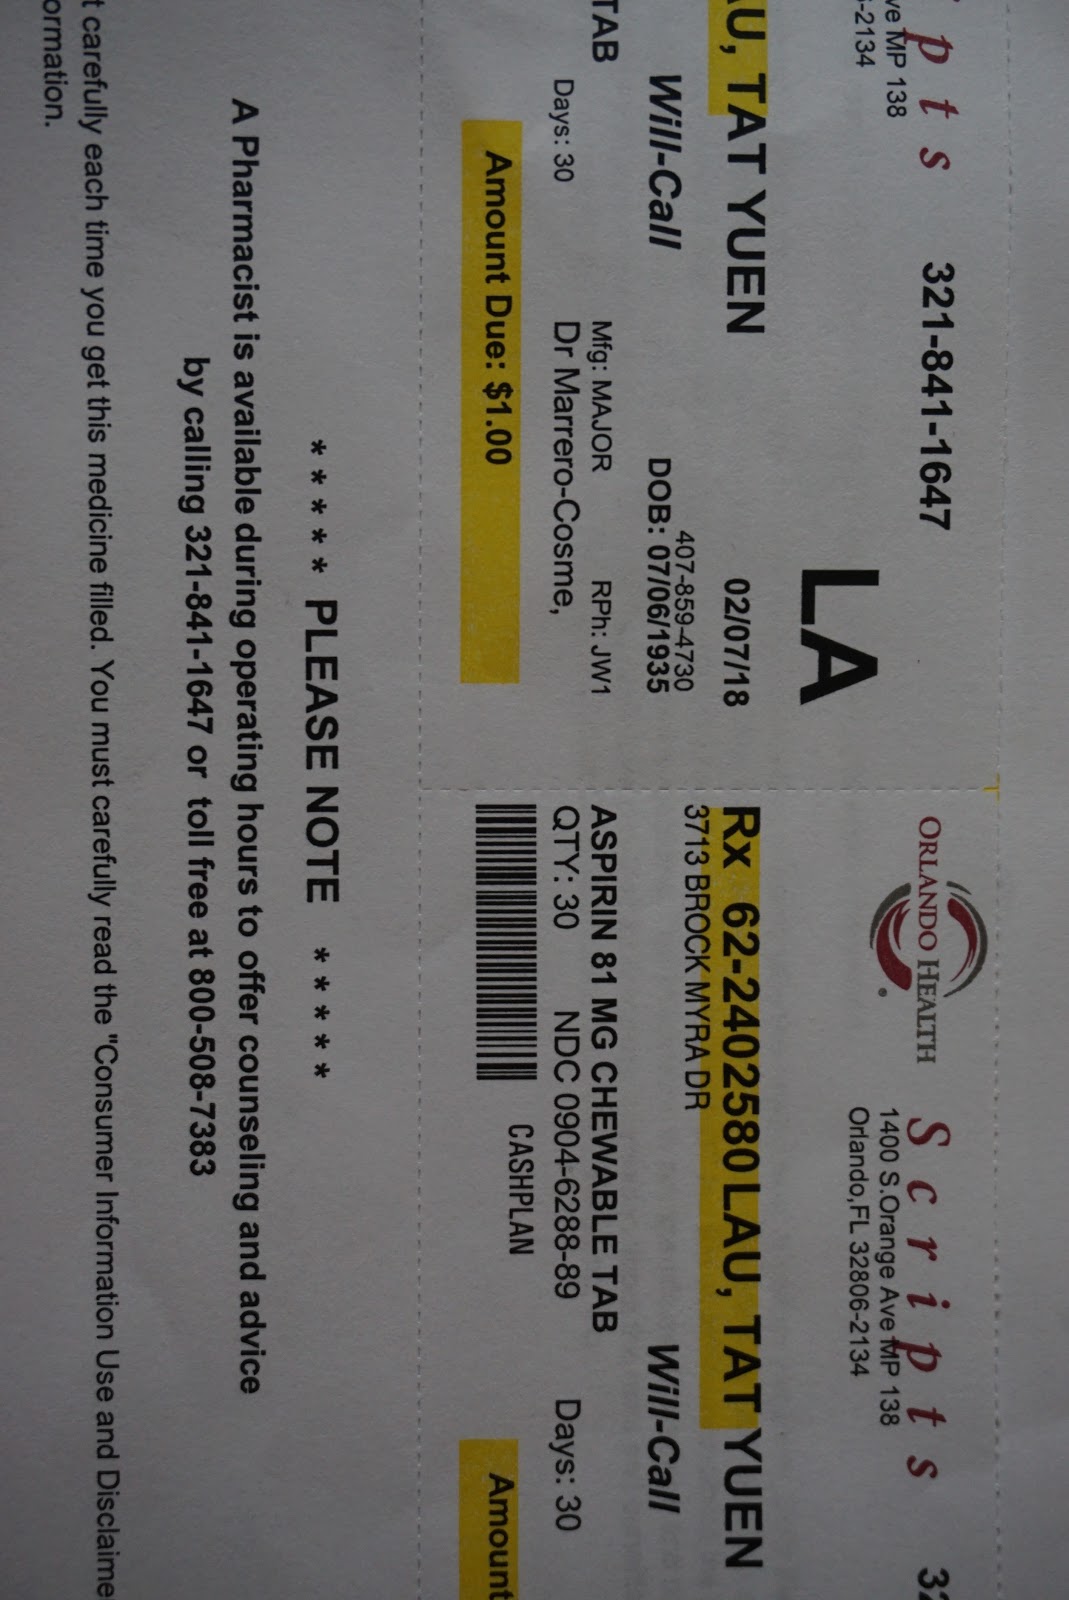 pts 321-841-1647
ve MP 138
6-2134
LA
AU, TAT YUEN 02/07/18
407-859-4730
Will-Call DOB: 07/06/1935
TAB Mfg: MAJOR RPh: JW1
Days: 30 Dr Marrero-Cosme,
Amount Due: $1.00
ORLANDO HEALTH® Scripts 32
1400 S.Orange Ave MP 138
Orlando,FL 32806-2134
Rx 62-2402580 LAU, TAT YUEN
3713 BROCK MYRA DR
Will-Call
ASPIRIN 81 MG CHEWABLE TAB
QTY: 30 NDC 0904-6288-89 Days: 30
CASHPLAN
Amount
* * * * * PLEASE NOTE * * * * *
A Pharmacist is available during operating hours to offer counseling and advice
by calling 321-841-1647 or toll free at 800-508-7383
t carefully each time you get this medicine filled. You must carefully read the "Consumer Information Use and Disclaime
ormation.